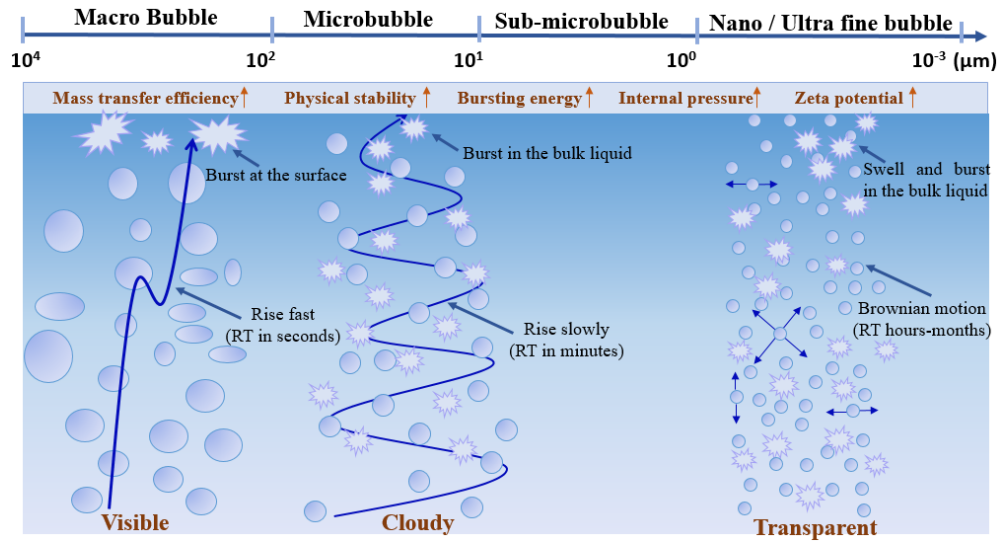 Macro Bubble Microbubble Sub-microbubble Nano / Ultra fine bubble
10⁴ 10² 10¹ 10⁰ 10⁻³ (µm)
Mass transfer efficiency↑ Physical stability ↑ Bursting energy↑ Internal pressure↑ Zeta potential ↑
Burst at the surface
Burst in the bulk liquid
Swell and burst
in the bulk liquid
Rise fast
(RT in seconds)
Rise slowly
(RT in minutes)
Brownian motion
(RT hours-months)
Visible Cloudy Transparent